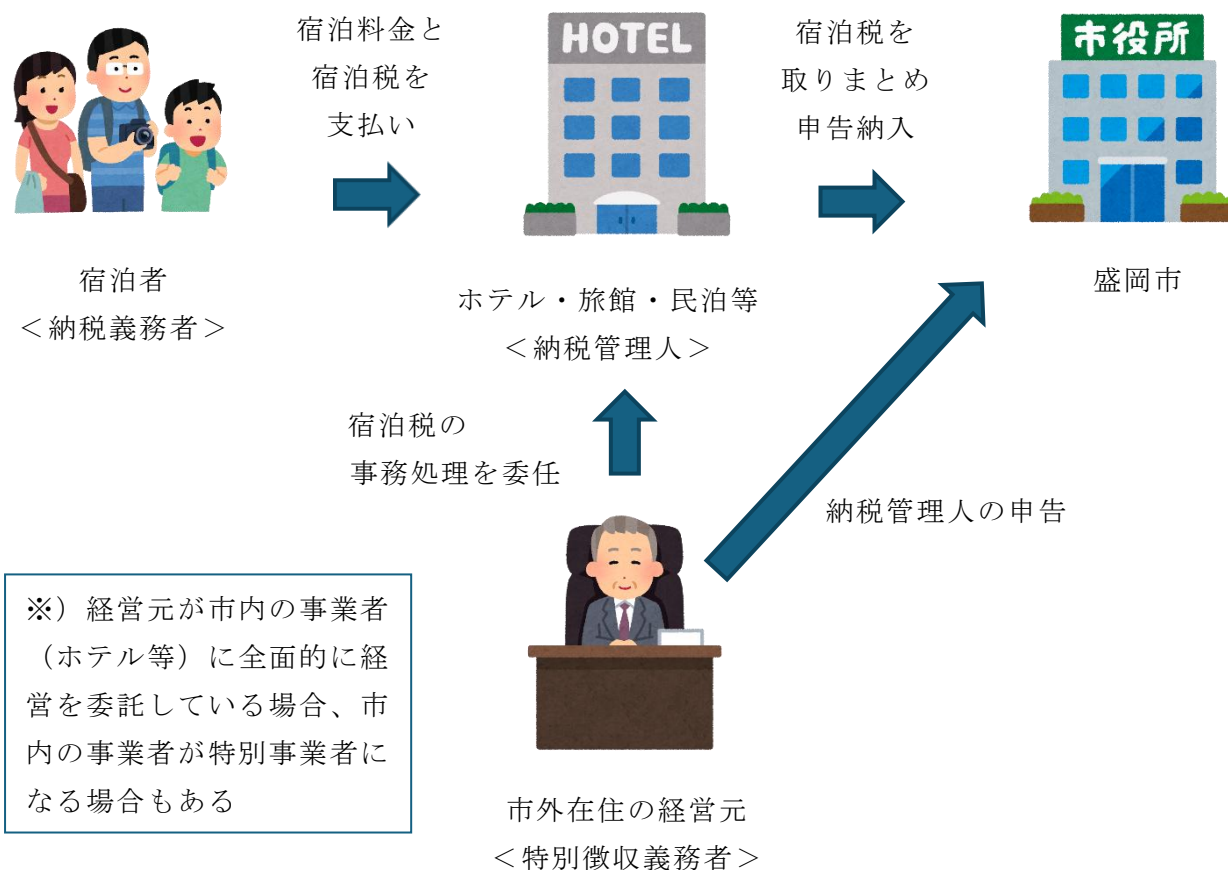 宿泊料金と
宿泊税を
支払い
HOTEL
宿泊税を
取りまとめ
申告納入
市役所
宿泊者
＜納税義務者＞
ホテル・旅館・民泊等
＜納税管理人＞
盛岡市
宿泊税の
事務処理を委任
納税管理人の申告
※）経営元が市内の事業者
（ホテル等）に全面的に経
営を委託している場合、市
内の事業者が特別事業者に
なる場合もある
市外在住の経営元
＜特別徴収義務者＞